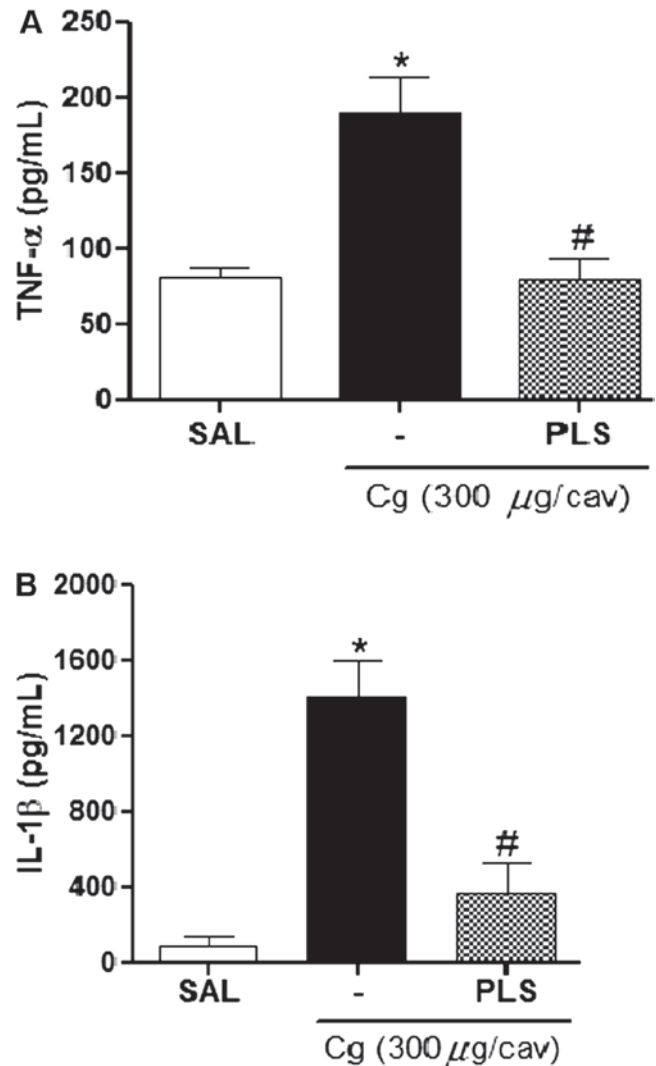 A
TNF-α (pg/mL)
250
200
150
100
50
0
*
#
SAL
-
PLS
Cg (300 μg/cav)
B
IL-1β (pg/mL)
2000
1600
1200
800
400
0
*
#
SAL
-
PLS
Cg (300 μg/cav)